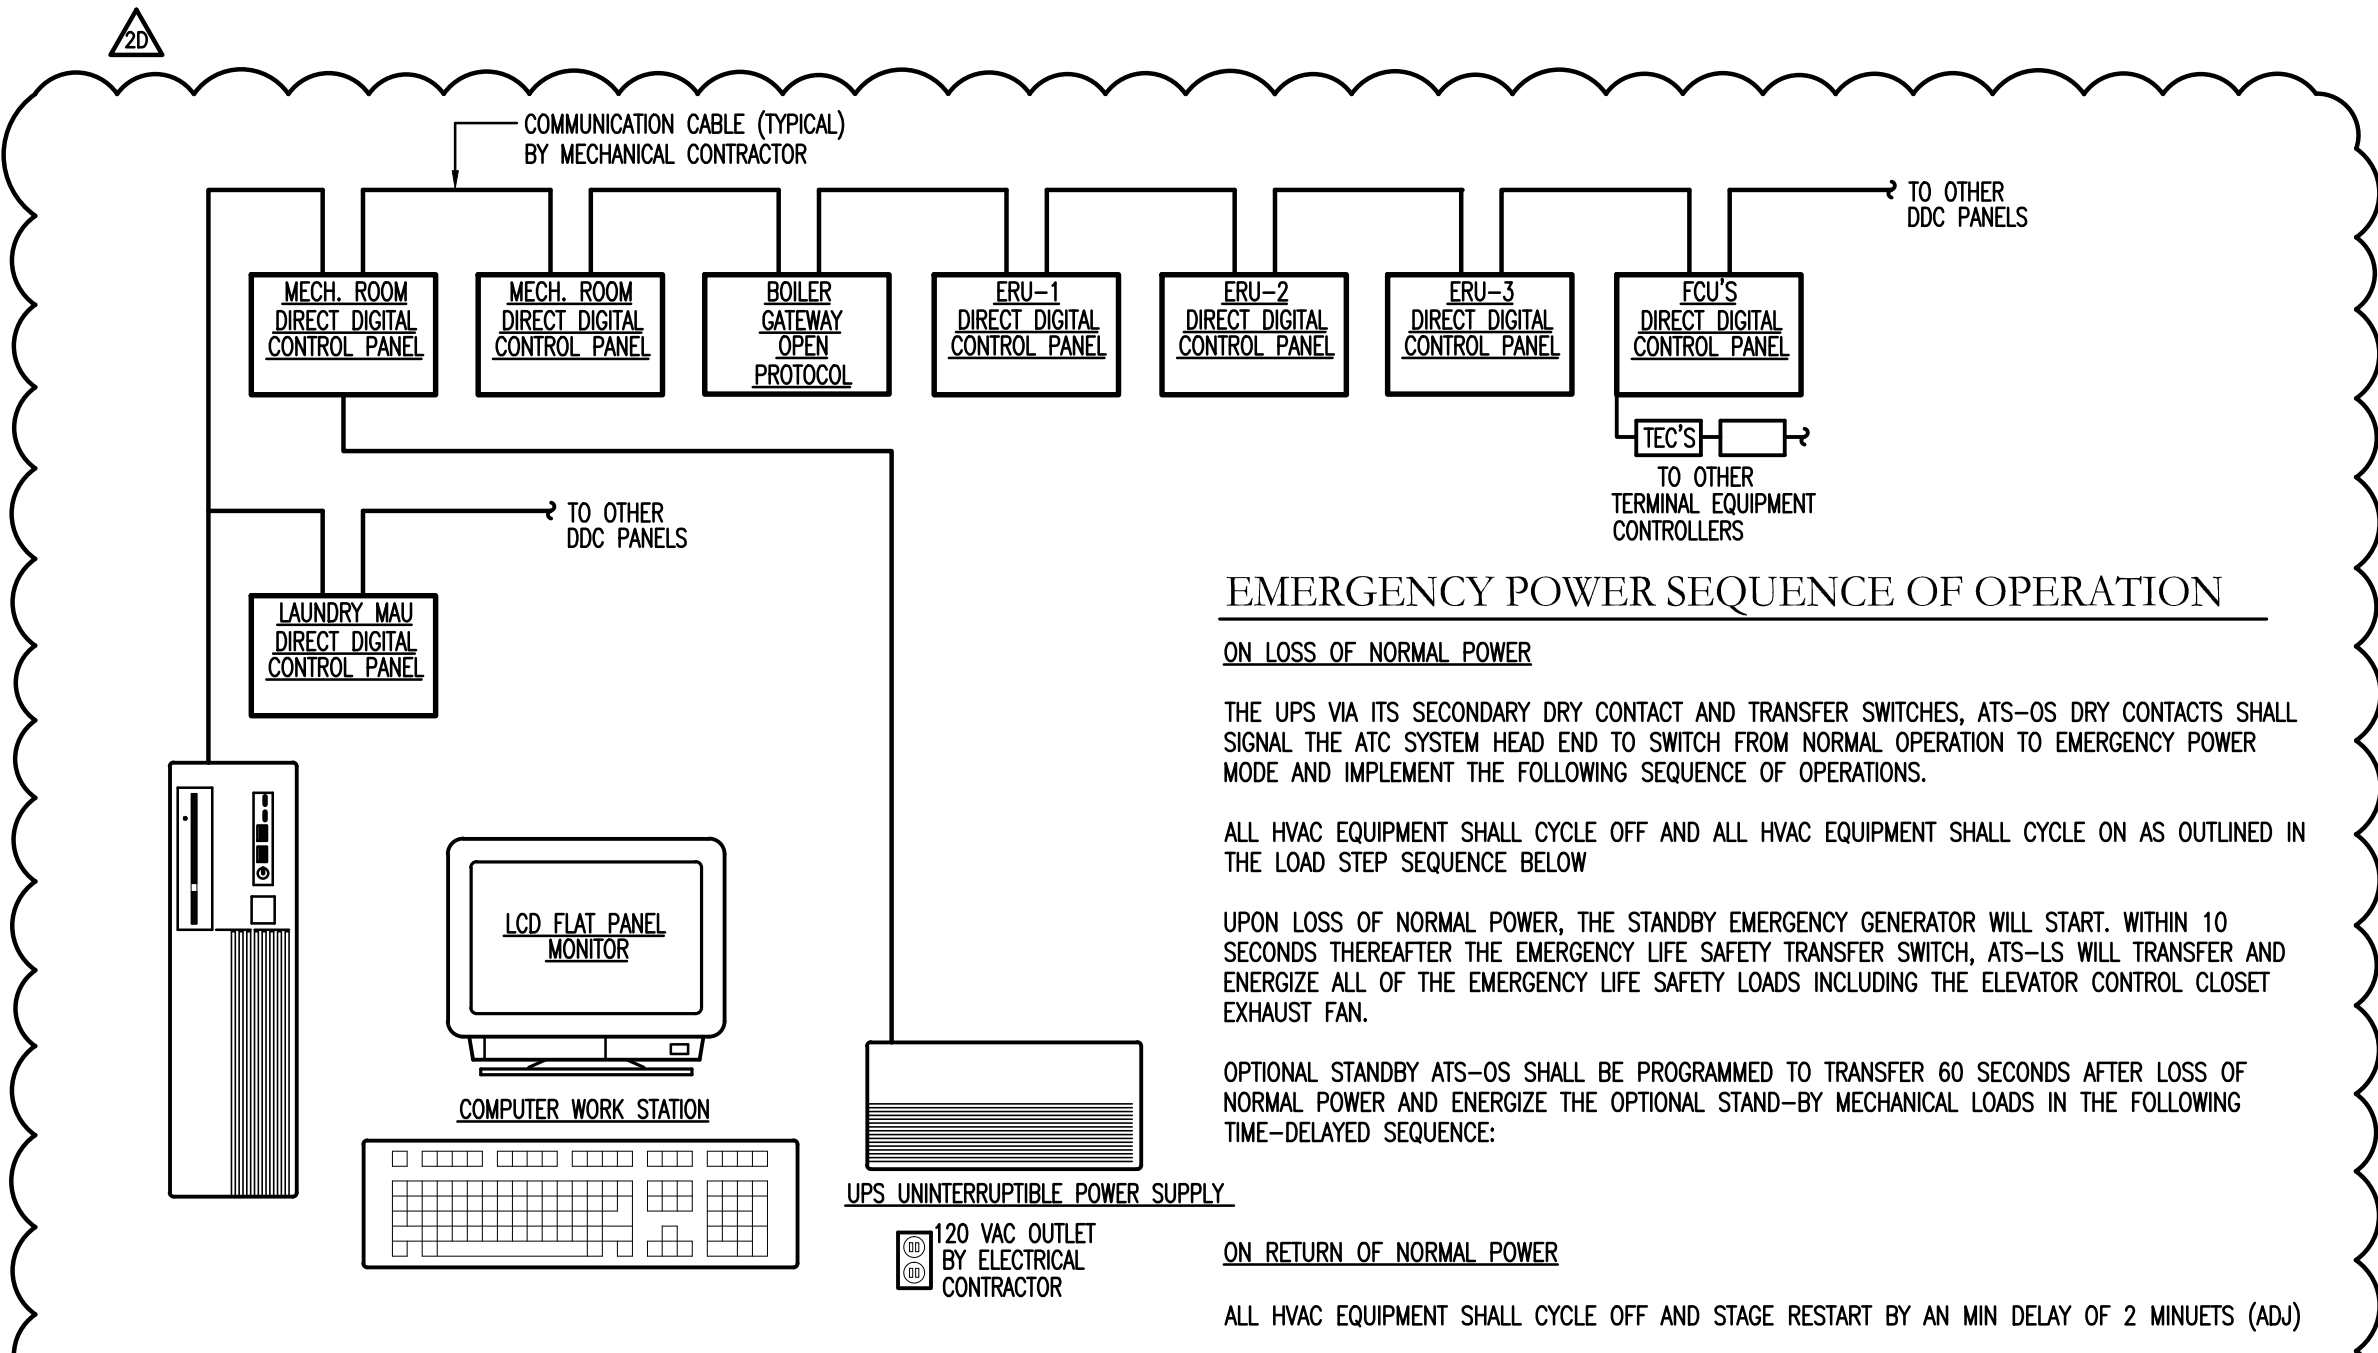 2D
COMMUNICATION CABLE (TYPICAL)
BY MECHANICAL CONTRACTOR
TO OTHER
DDC PANELS
MECH. ROOM
DIRECT DIGITAL
CONTROL PANEL
MECH. ROOM
DIRECT DIGITAL
CONTROL PANEL
BOILER
GATEWAY
OPEN
PROTOCOL
ERU-1
DIRECT DIGITAL
CONTROL PANEL
ERU-2
DIRECT DIGITAL
CONTROL PANEL
ERU-3
DIRECT DIGITAL
CONTROL PANEL
FCU'S
DIRECT DIGITAL
CONTROL PANEL
TEC'S
TO OTHER
TERMINAL EQUIPMENT
CONTROLLERS
TO OTHER
DDC PANELS
LAUNDRY MAU
DIRECT DIGITAL
CONTROL PANEL
LCD FLAT PANEL
MONITOR
COMPUTER WORK STATION
UPS UNINTERRUPTIBLE POWER SUPPLY
120 VAC OUTLET
BY ELECTRICAL
CONTRACTOR
EMERGENCY POWER SEQUENCE OF OPERATION
ON LOSS OF NORMAL POWER
THE UPS VIA ITS SECONDARY DRY CONTACT AND TRANSFER SWITCHES, ATS-OS DRY CONTACTS SHALL
SIGNAL THE ATC SYSTEM HEAD END TO SWITCH FROM NORMAL OPERATION TO EMERGENCY POWER
MODE AND IMPLEMENT THE FOLLOWING SEQUENCE OF OPERATIONS.
ALL HVAC EQUIPMENT SHALL CYCLE OFF AND ALL HVAC EQUIPMENT SHALL CYCLE ON AS OUTLINED IN
THE LOAD STEP SEQUENCE BELOW
UPON LOSS OF NORMAL POWER, THE STANDBY EMERGENCY GENERATOR WILL START. WITHIN 10
SECONDS THEREAFTER THE EMERGENCY LIFE SAFETY TRANSFER SWITCH, ATS-LS WILL TRANSFER AND
ENERGIZE ALL OF THE EMERGENCY LIFE SAFETY LOADS INCLUDING THE ELEVATOR CONTROL CLOSET
EXHAUST FAN.
OPTIONAL STANDBY ATS-OS SHALL BE PROGRAMMED TO TRANSFER 60 SECONDS AFTER LOSS OF
NORMAL POWER AND ENERGIZE THE OPTIONAL STAND-BY MECHANICAL LOADS IN THE FOLLOWING
TIME-DELAYED SEQUENCE:
ON RETURN OF NORMAL POWER
ALL HVAC EQUIPMENT SHALL CYCLE OFF AND STAGE RESTART BY AN MIN DELAY OF 2 MINUETS (ADJ)